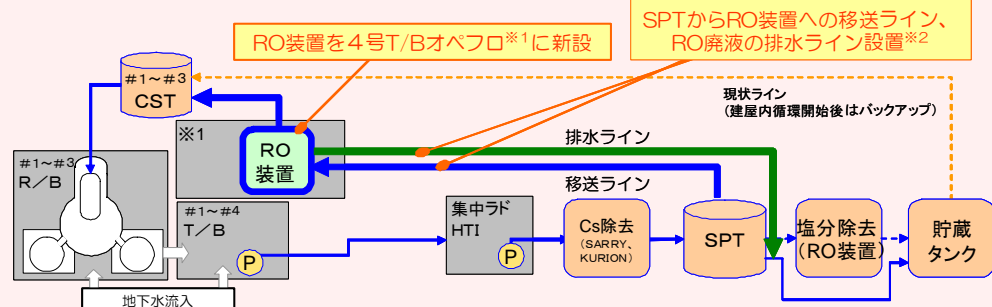 RO装置を4号T/Bオペフロ※1に新設
SPTからRO装置への移送ライン、
RO廃液の排水ライン設置※2
#1~#3
CST
現状ライン
(建屋内循環開始後はバックアップ)
※1
RO
装置
排水ライン
移送ライン
#1~#3
R/B
#1~#4
T/B
P
集中ラド
HTI
P
Cs除去
(SARRY、
KURION)
SPT
塩分除去
(RO装置)
貯蔵
タンク
地下水流入